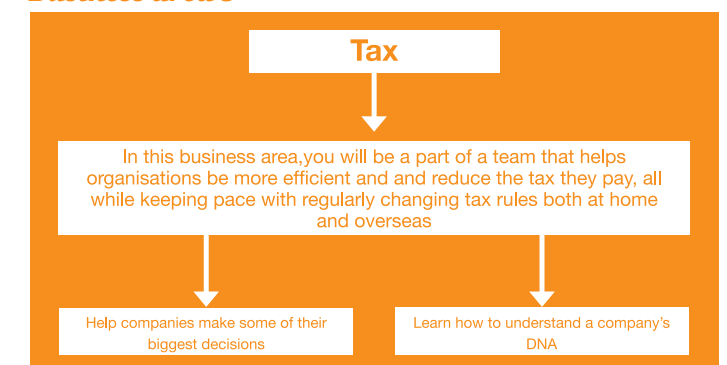 Tax
In this business area,you will be a part of a team that helps
organisations be more efficient and and reduce the tax they pay, all
while keeping pace with regularly changing tax rules both at home
and overseas
Help companies make some of their
biggest decisions
Learn how to understand a company's
DNA